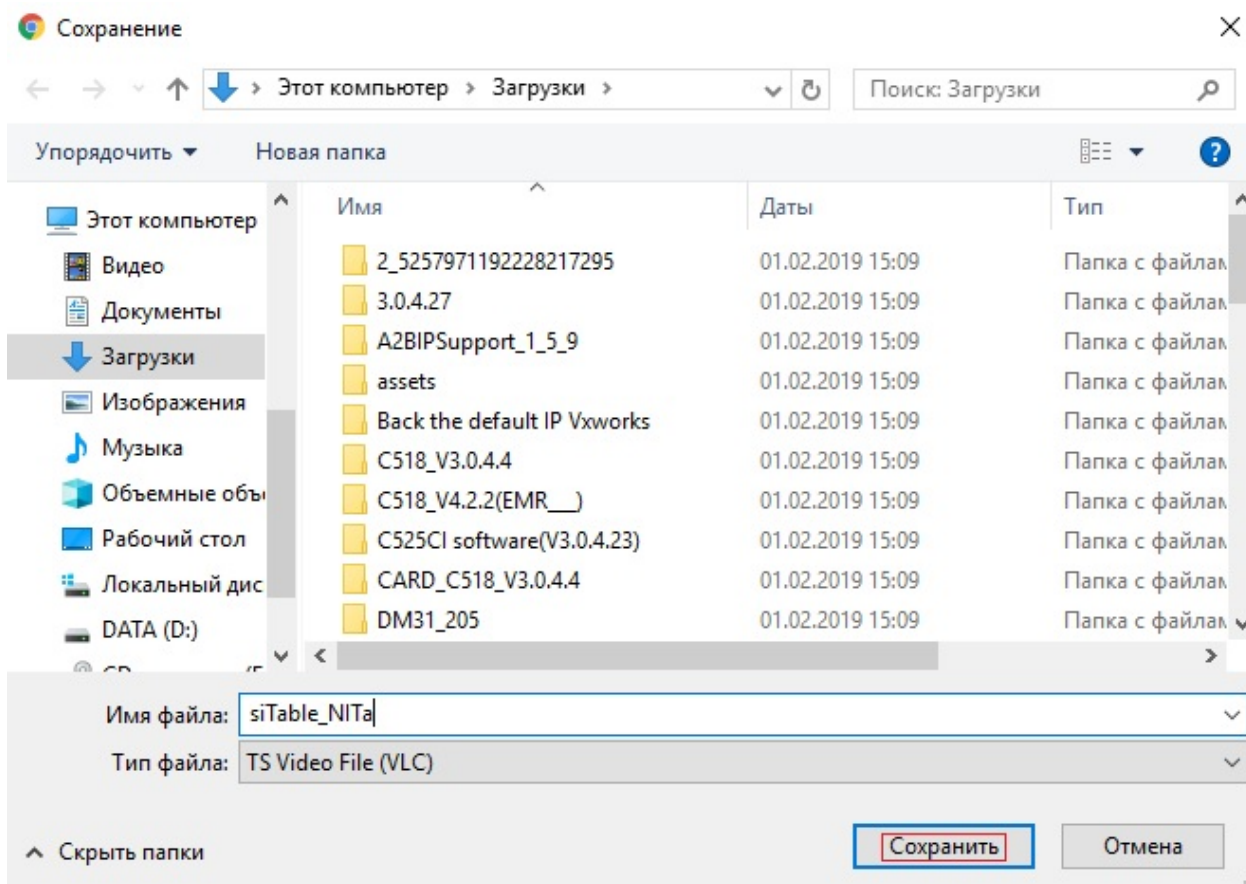 Сохранение
Этот компьютер > Загрузки >
Поиск: Загрузки
Упорядочить Новая папка
Имя Даты Тип
Этот компьютер
Видео
Документы
Загрузки
Изображения
Музыка
Объемные объ
Рабочий стол
Локальный дис
DATA (D:)
2_5257971192228217295 01.02.2019 15:09 Папка с файлам
3.0.4.27 01.02.2019 15:09 Папка с файлам
A2BIPSupport_1_5_9 01.02.2019 15:09 Папка с файлам
assets 01.02.2019 15:09 Папка с файлам
Back the default IP Vxworks 01.02.2019 15:09 Папка с файлам
C518_V3.0.4.4 01.02.2019 15:09 Папка с файлам
C518_V4.2.2(EMR__) 01.02.2019 15:09 Папка с файлам
C525CI software(V3.0.4.23) 01.02.2019 15:09 Папка с файлам
CARD_C518_V3.0.4.4 01.02.2019 15:09 Папка с файлам
DM31_205 01.02.2019 15:09 Папка с файлам
Имя файла: siTable_NITa
Тип файла: TS Video File (VLC)
Скрыть папки Сохранить Отмена